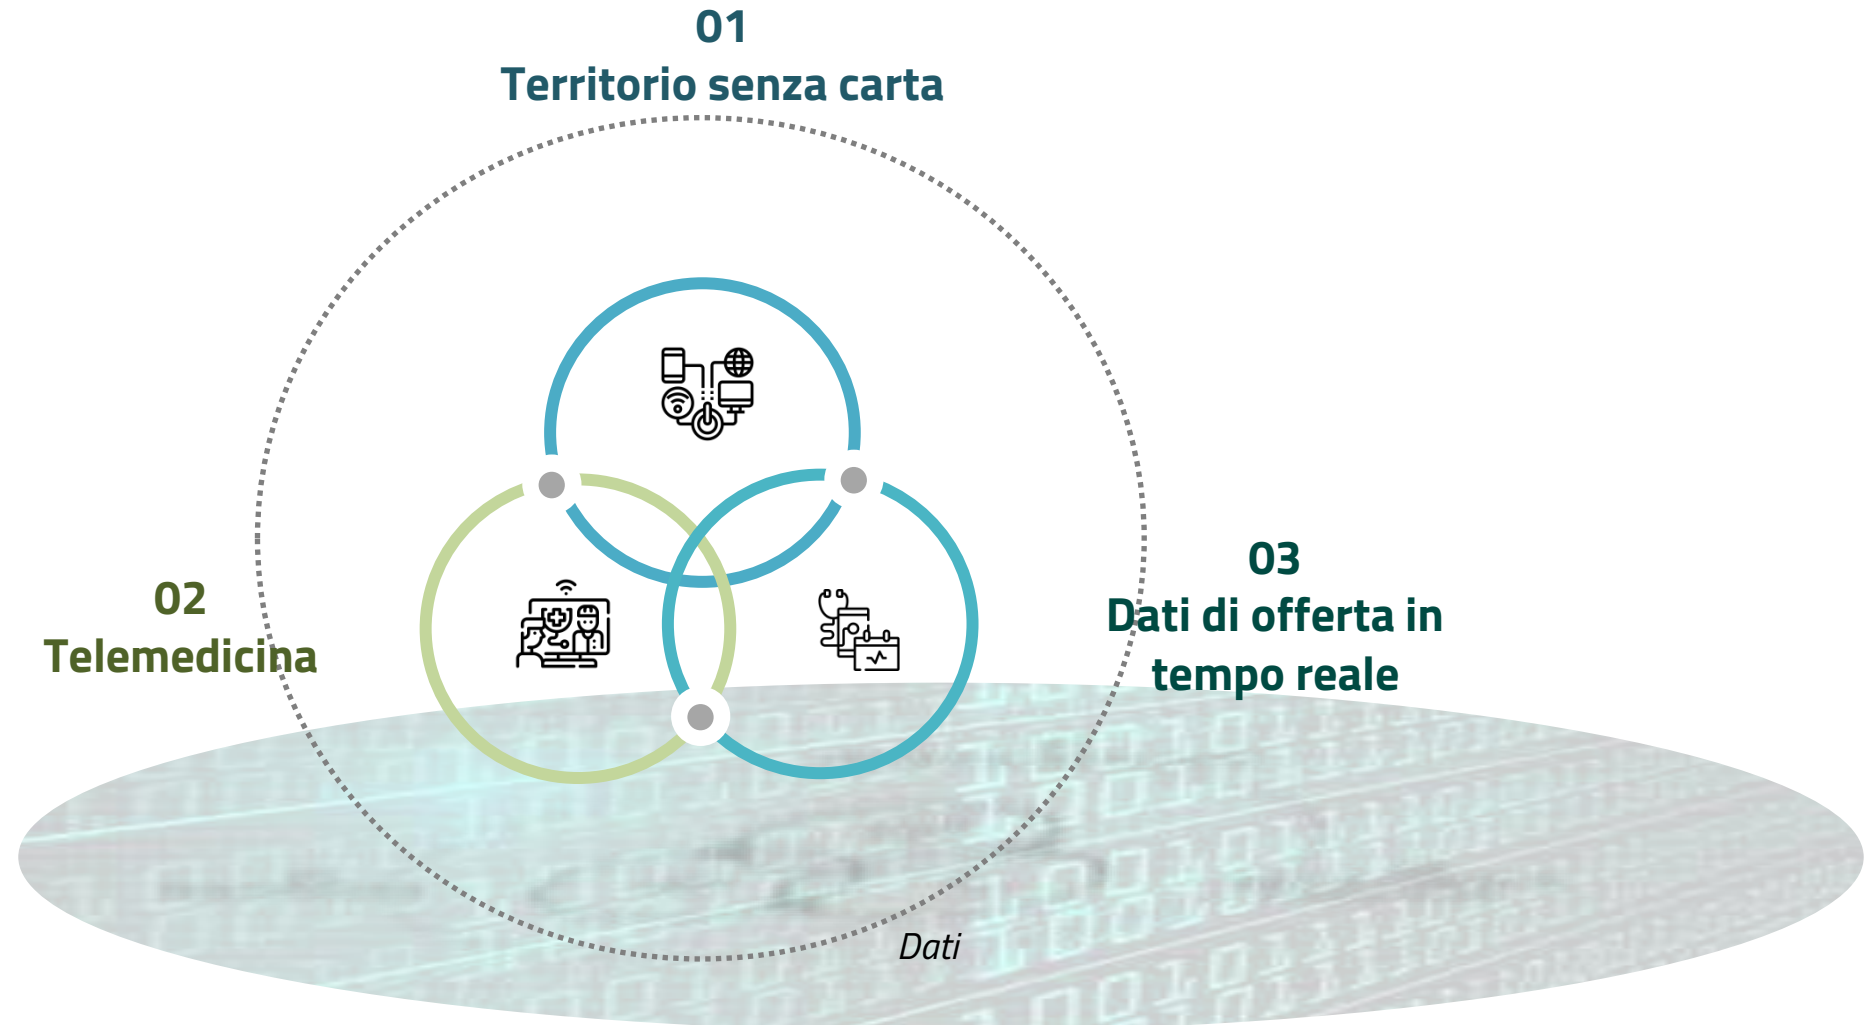 01
Territorio senza carta
02
Telemedicina
03
Dati di offerta in
tempo reale
Dati